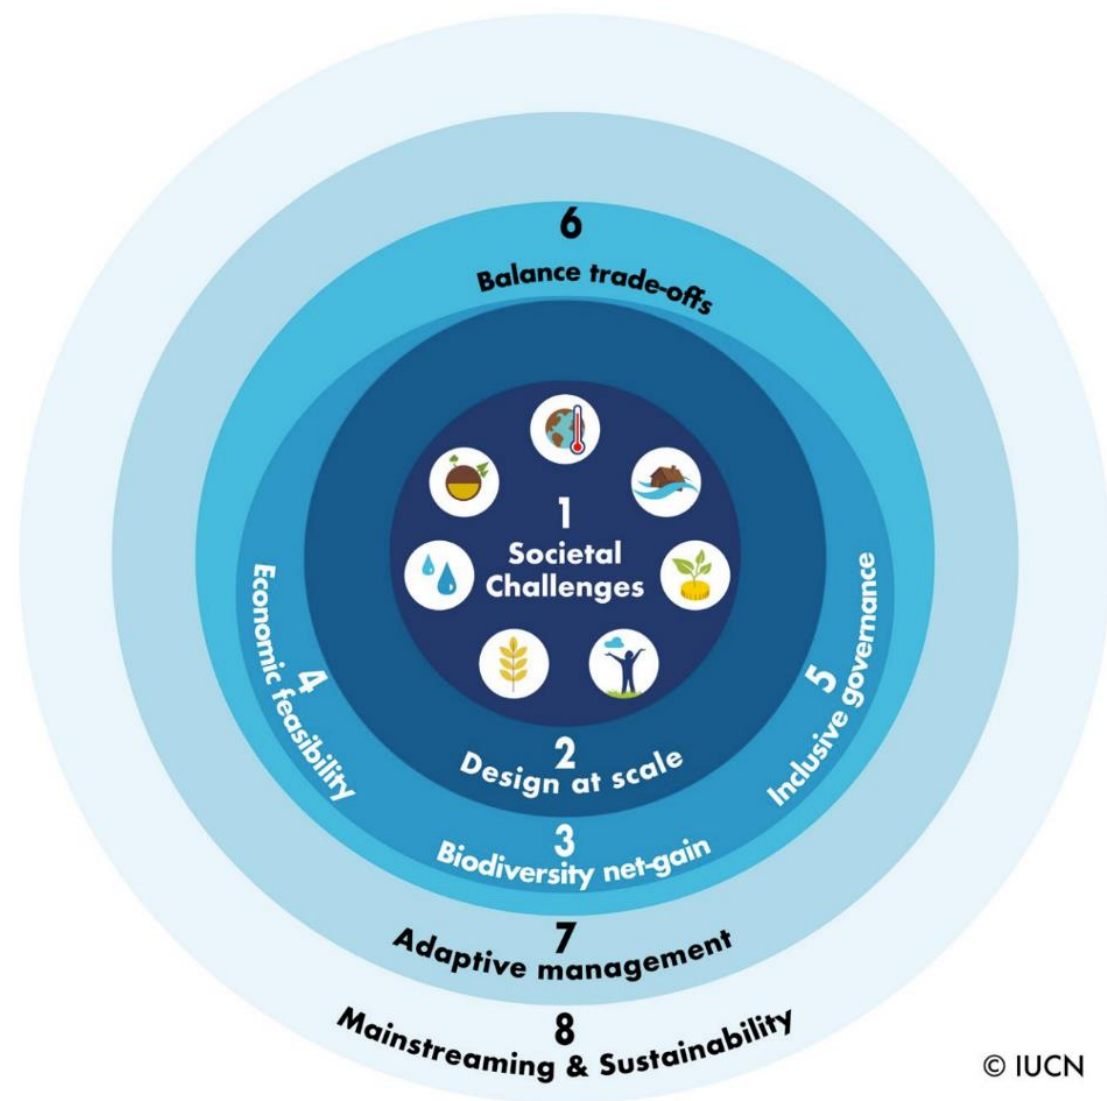 6
Balance trade-offs
1
Societal
Challenges
4
Economic feasibility
5
Inclusive governance
2
Design at scale
3
Biodiversity net-gain
7
Adaptive management
8
Mainstreaming & Sustainability
© IUCN